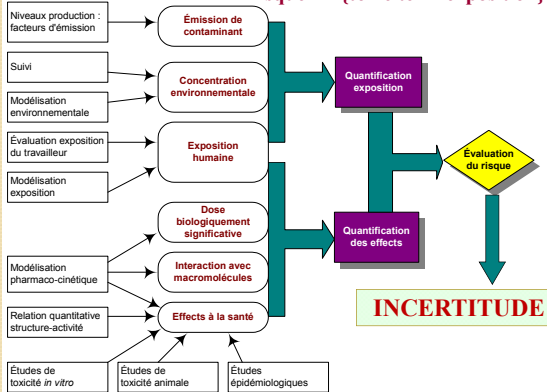 Niveaux production :
facteurs d'émission
Suivi
Modélisation
environnementale
Évaluation exposition
du travailleur
Modélisation
exposition
Modélisation
pharmaco-cinétique
Relation quantitative
structure-activité
Études de
toxicité in vitro
Études de
toxicité animale
Études
épidémiologiques
Émission de
contaminant
Concentration
environnementale
Exposition
humaine
Dose
biologiquement
significative
Interaction avec
macromolécules
Effects à la santé
Quantification
exposition
Quantification
des effects
Évaluation
du risque
INCERTITUDE